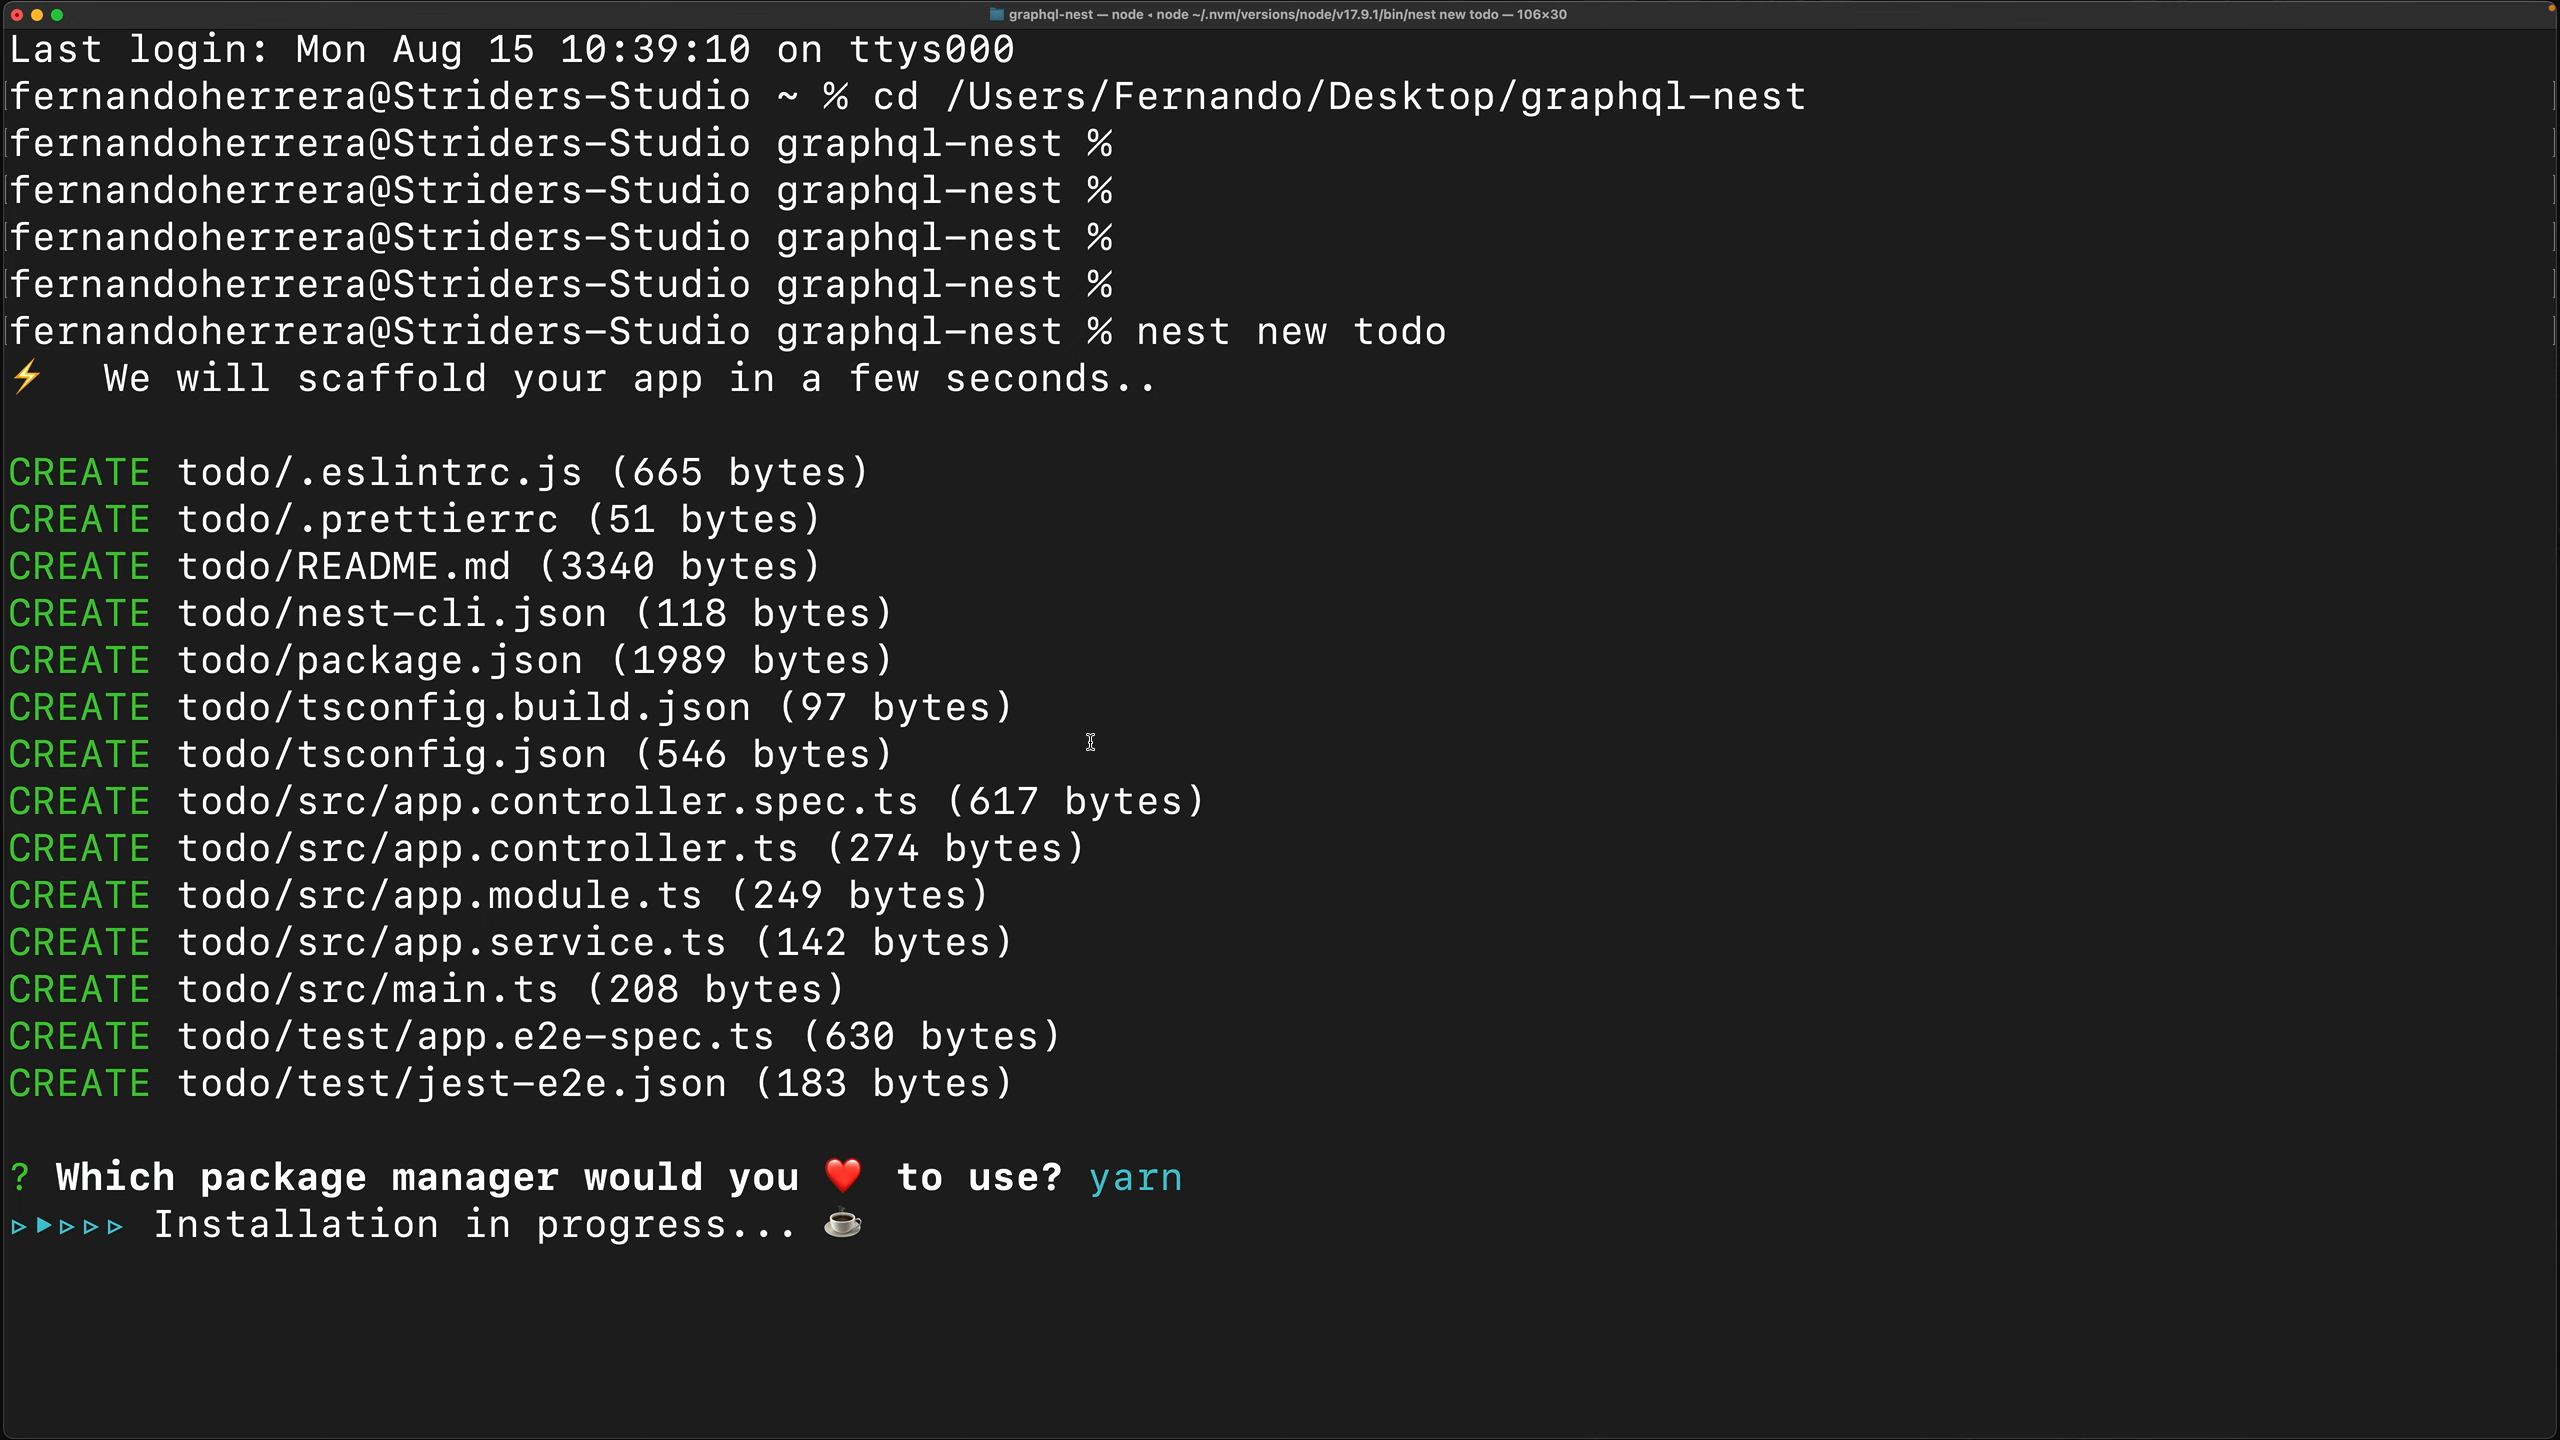 graphql-nest — node ◂ node ~/.nvm/versions/node/v17.9.1/bin/nest new todo — 106×30
Last login: Mon Aug 15 10:39:10 on ttys000
fernandoherrera@Striders-Studio ~ % cd /Users/Fernando/Desktop/graphql-nest
fernandoherrera@Striders-Studio graphql-nest %
fernandoherrera@Striders-Studio graphql-nest %
fernandoherrera@Striders-Studio graphql-nest %
fernandoherrera@Striders-Studio graphql-nest %
fernandoherrera@Striders-Studio graphql-nest % nest new todo
⚡  We will scaffold your app in a few seconds..
CREATE todo/.eslintrc.js (665 bytes)
CREATE todo/.prettierrc (51 bytes)
CREATE todo/README.md (3340 bytes)
CREATE todo/nest-cli.json (118 bytes)
CREATE todo/package.json (1989 bytes)
CREATE todo/tsconfig.build.json (97 bytes)
CREATE todo/tsconfig.json (546 bytes)
CREATE todo/src/app.controller.spec.ts (617 bytes)
CREATE todo/src/app.controller.ts (274 bytes)
CREATE todo/src/app.module.ts (249 bytes)
CREATE todo/src/app.service.ts (142 bytes)
CREATE todo/src/main.ts (208 bytes)
CREATE todo/test/app.e2e-spec.ts (630 bytes)
CREATE todo/test/jest-e2e.json (183 bytes)
? Which package manager would you ❤️ to use? yarn
▹▸▹▹▹ Installation in progress... ☕